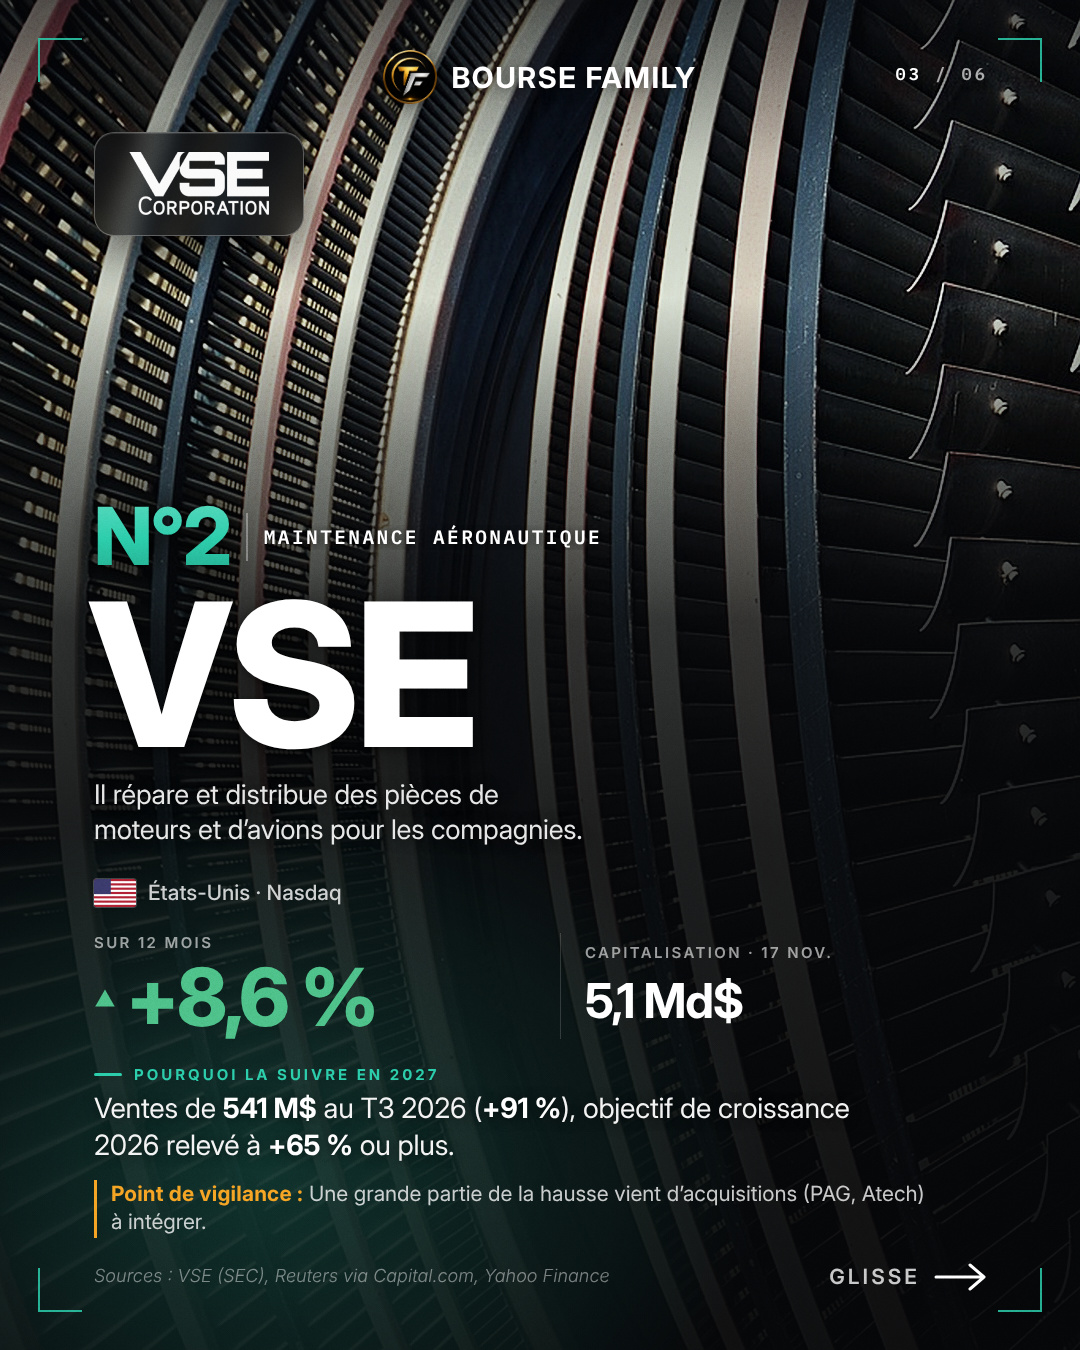 BOURSE FAMILY
03 / 06
VSE
CORPORATION
N°2
MAINTENANCE AÉRONAUTIQUE
VSE
Il répare et distribue des pièces de
moteurs et d'avions pour les compagnies.
États-Unis · Nasdaq
SUR 12 MOIS
▲ +8,6 %
CAPITALISATION · 17 NOV.
5,1 Md$
POURQUOI LA SUIVRE EN 2027
Ventes de 541 M$ au T3 2026 (+91 %), objectif de croissance
2026 relevé à +65 % ou plus.
Point de vigilance : Une grande partie de la hausse vient d'acquisitions (PAG, Atech)
à intégrer.
Sources : VSE (SEC), Reuters via Capital.com, Yahoo Finance
GLISSE